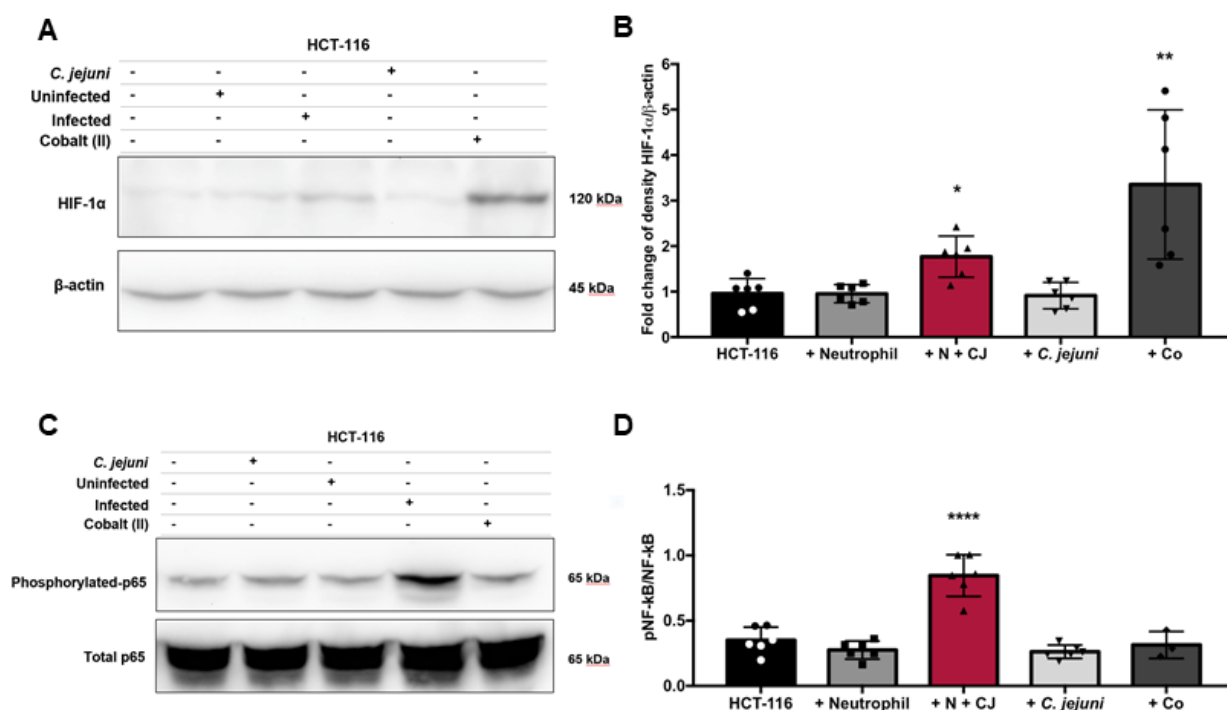 A
HCT-116
C. jejuni - - - + -
Uninfected - + - - -
Infected - - + - -
Cobalt (II) - - - - +
HIF-1α 120 kDa
β-actin 45 kDa
B
Fold change of density HIF-1α/β-actin
6
5
4
3
2
1
0
* **
HCT-116 + Neutrophil + N + CJ + C. jejuni + Co
C
HCT-116
C. jejuni - + - - -
Uninfected - - + - -
Infected - - - + -
Cobalt (II) - - - - +
Phosphorylated-p65 65 kDa
Total p65 65 kDa
D
pNF-kB/NF-kB
1.5
1.0
0.5
0.0
****
HCT-116 + Neutrophil + N + CJ + C. jejuni + Co